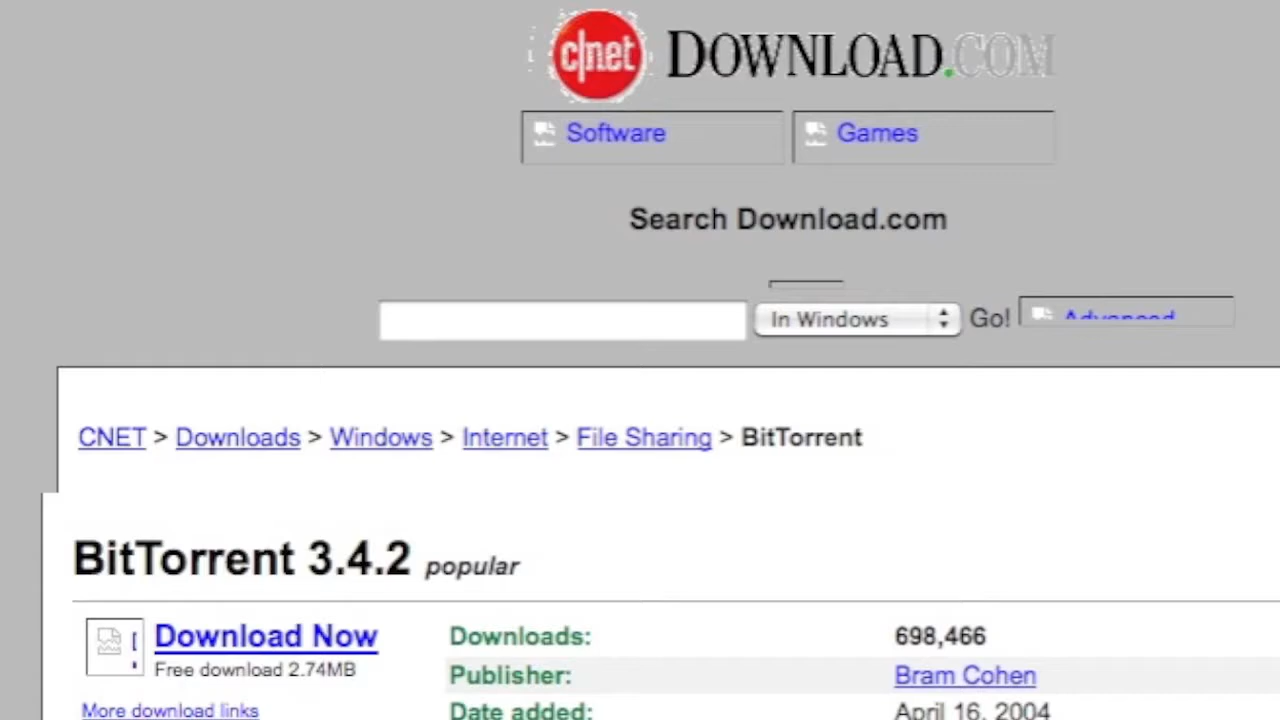 c|net DOWNLOAD.COM
Software Games
Search Download.com
In Windows Go! Advanced
CNET > Downloads > Windows > Internet > File Sharing > BitTorrent
BitTorrent 3.4.2 popular
Download Now Downloads: 698,466
Free download 2.74MB Publisher: Bram Cohen
More download links Date added: April 16, 2004